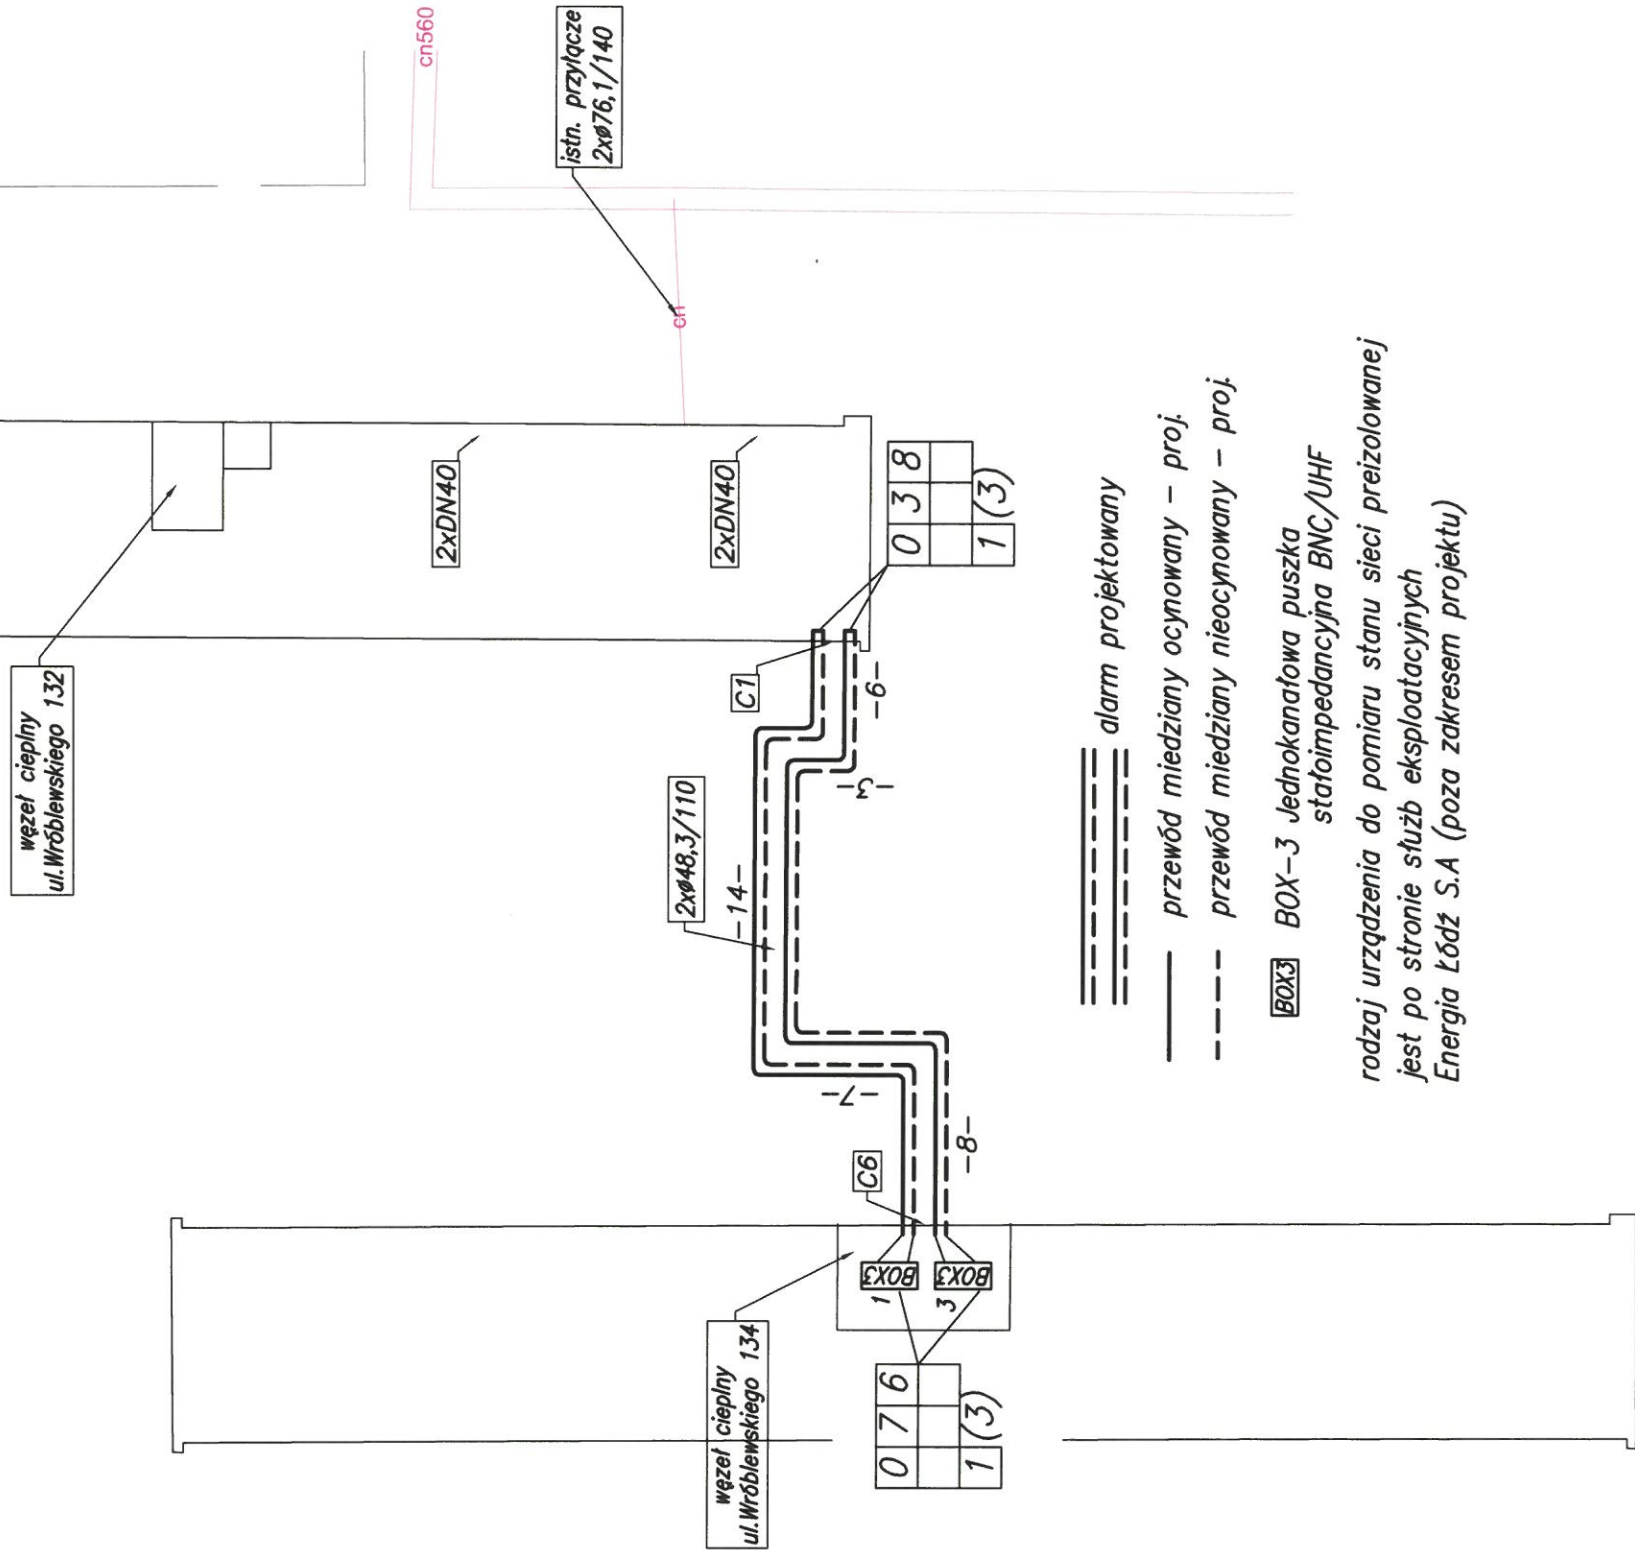 cn560
istn. przyłącze
2xø76,1/140
cn
węzeł cieplny
ul.Wróblewskiego 132
2xDN40
2xDN40
0 3 8
1 (3)
C1
-6-
-3-
2xø48,3/110
-14-
-7-
-8-
C6
BOX3
1
BOX3
3
węzeł cieplny
ul.Wróblewskiego 134
0 7 6
1 (3)
alarm projektowany
przewód miedziany ocynowany - proj.
przewód miedziany nieocynowany - proj.
BOX3
BOX-3 Jednokanałowa puszka
stałoimpedancyjna BNC/UHF
rodzaj urządzenia do pomiaru stanu sieci preizolowanej
jest po stronie służb eksploatacyjnych
Energia Łódź S.A (poza zakresem projektu)